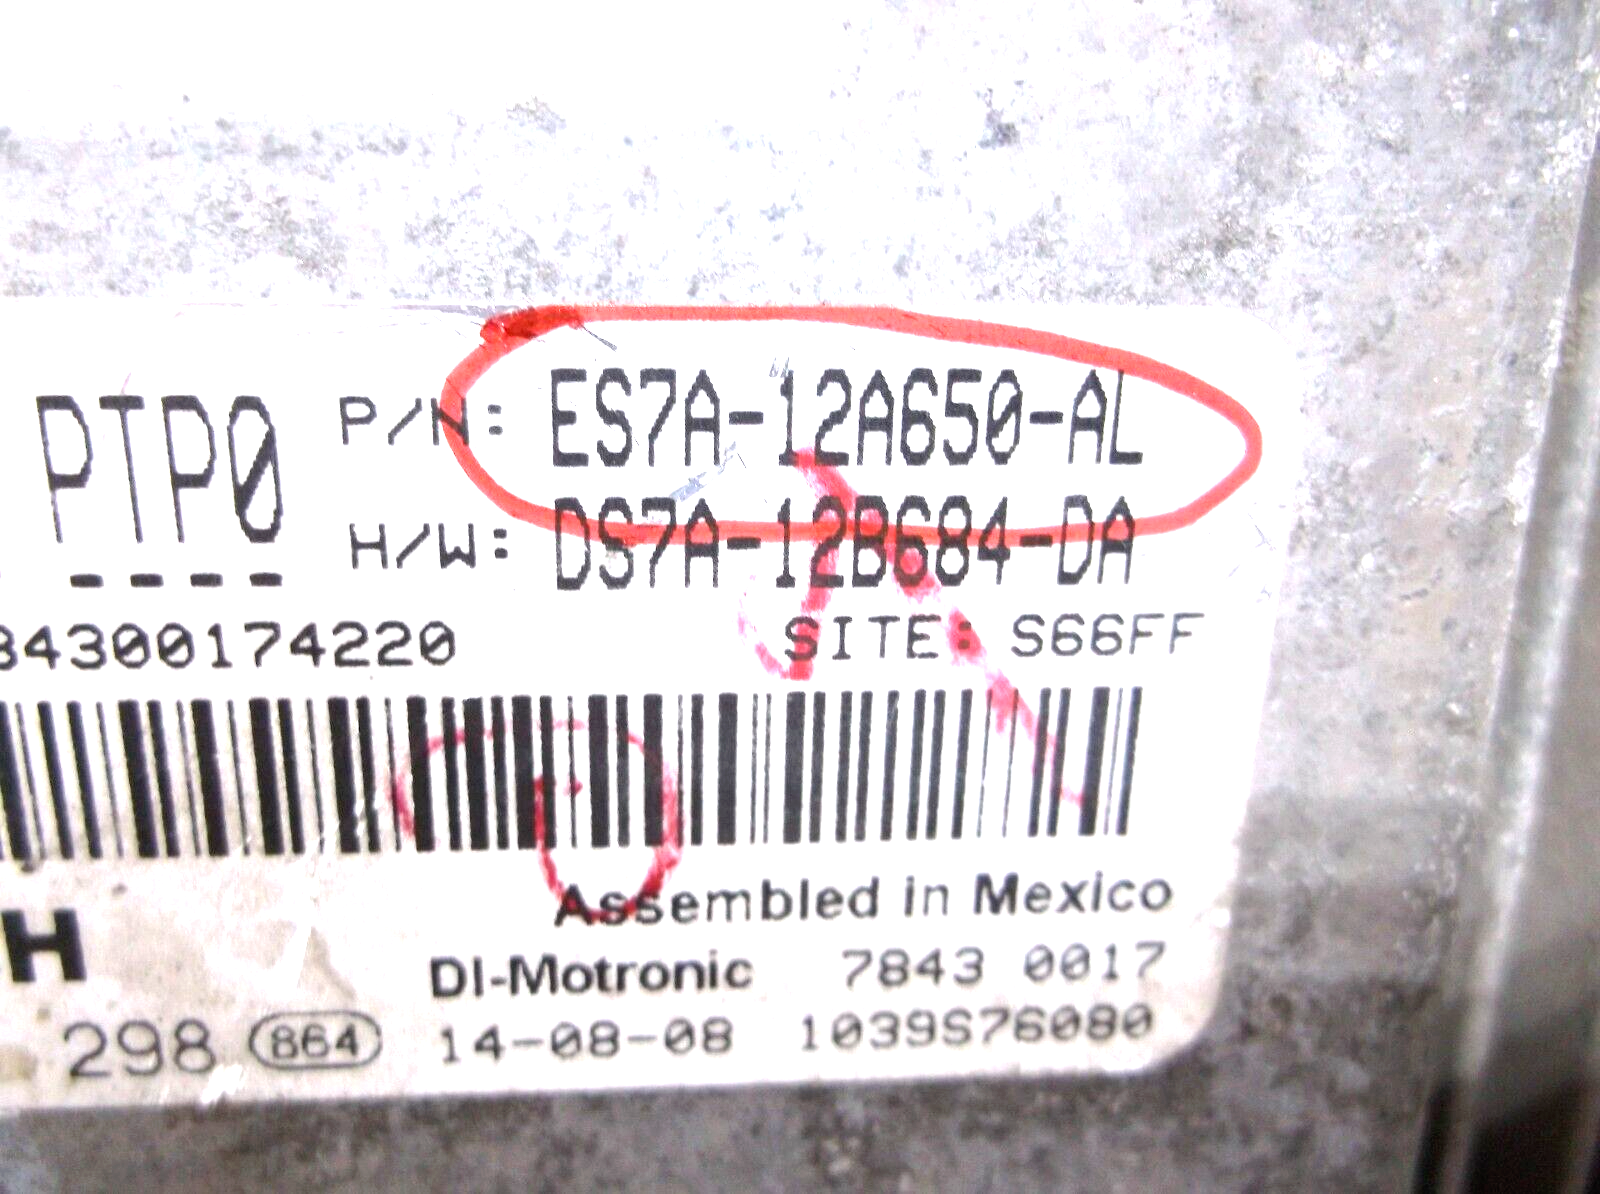 PTP0 P/N: ES7A-12A650-AL
---- H/W: DS7A-12B684-DA
84300174220 SITE: S66FF
Assembled in Mexico
H
DI-Motronic 7843 0017
298 864 14-08-08 1039S76080